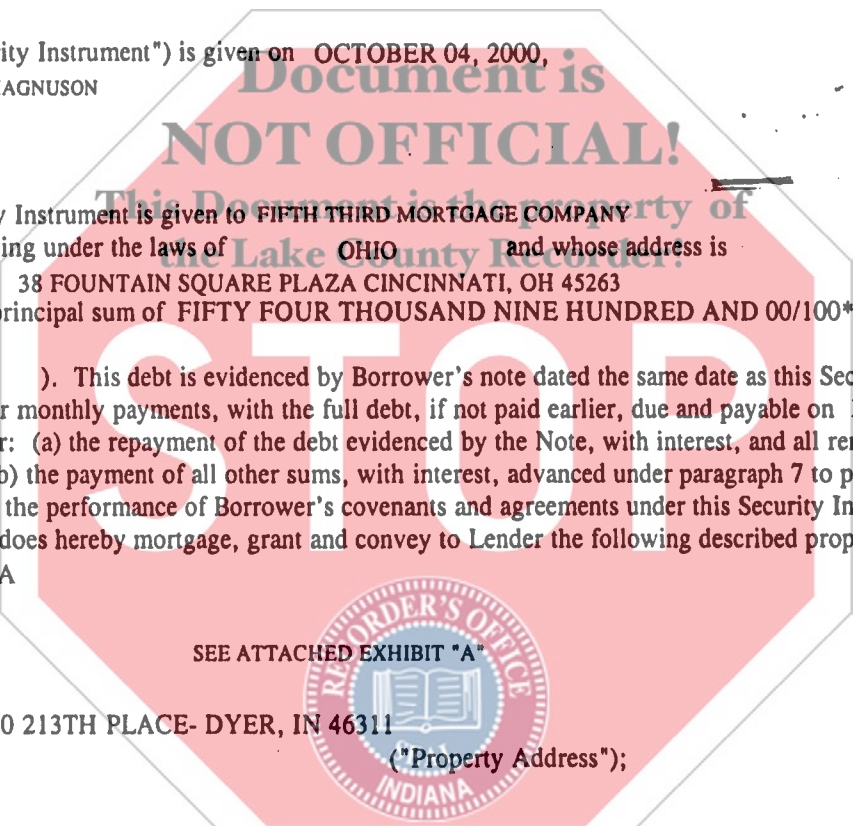 ity Instrument") is given on OCTOBER 04, 2000,
AGNUSON
Document is
NOT OFFICIAL!
This Document is the property of
the Lake County Recorder!
y Instrument is given to FIFTH THIRD MORTGAGE COMPANY
ing under the laws of OHIO and whose address is
38 FOUNTAIN SQUARE PLAZA CINCINNATI, OH 45263
principal sum of FIFTY FOUR THOUSAND NINE HUNDRED AND 00/100*
STOP
). This debt is evidenced by Borrower's note dated the same date as this Sec
r monthly payments, with the full debt, if not paid earlier, due and payable on
r: (a) the repayment of the debt evidenced by the Note, with interest, and all re
b) the payment of all other sums, with interest, advanced under paragraph 7 to p
the performance of Borrower's covenants and agreements under this Security In
does hereby mortgage, grant and convey to Lender the following described prop
A
SEE ATTACHED EXHIBIT "A"
RECORDER'S OFFICE
0 213TH PLACE- DYER, IN 46311
("Property Address");
INDIANA